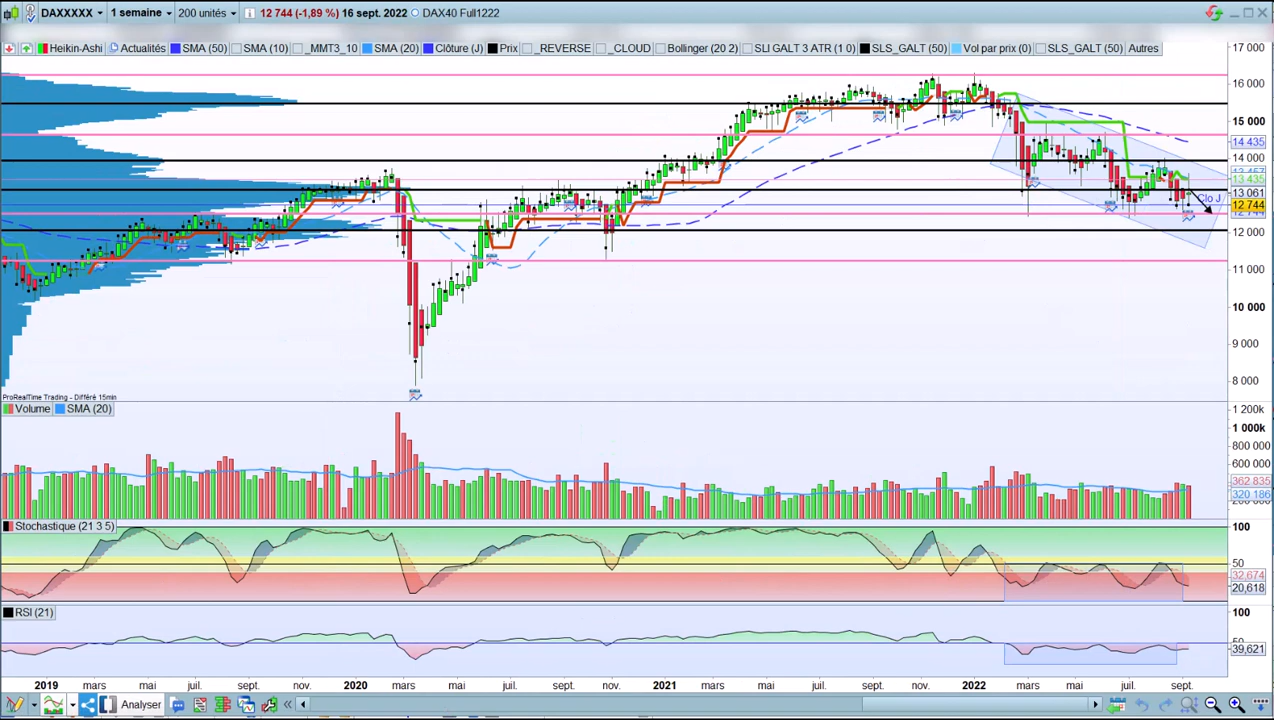 DAXXXXX 1 semaine 200 unités 12 744 (-1,89 %) 16 sept. 2022 DAX40 Full1222
Heikin-Ashi Actualités SMA (50) SMA (10) _MMT3_10 SMA (20) Clôture (J) Prix _REVERSE _CLOUD Bollinger (20 2) SLI GALT 3 ATR (1 0) SLS_GALT (50) Vol par prix (0) SLS_GALT (50) Autres
17 000
16 000
15 000
14 435
14 000
13 435
13 061
Clo J
12 744
12 000
11 000
10 000
9 000
8 000
ProRealTime Trading - Différé 15min
Volume SMA (20)
1 200k
1 000k
800 000
600 000
362.835
320.186
Stochastique (21 3 5)
100
50
32,674
20,618
RSI (21)
100
39,621
2019 mars mai juil. sept. nov. 2020 mars mai juil. sept. nov. 2021 mars mai juil. sept. nov. 2022 mars mai juil. sept.
Analyser